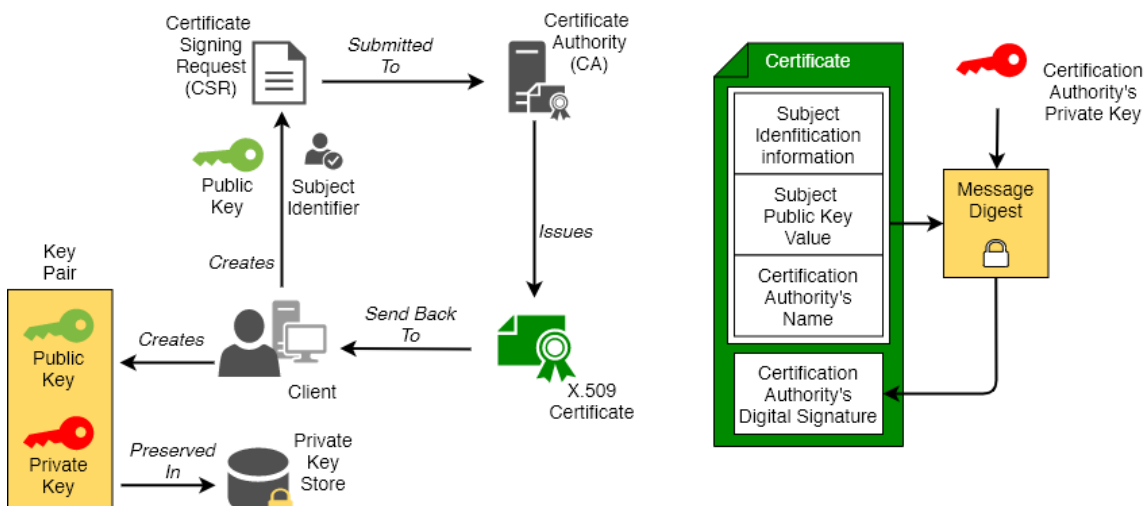 Certificate
Signing
Request
(CSR)
Submitted
To
Certificate
Authority
(CA)
Public
Key
Subject
Identifier
Creates
Issues
Key
Pair
Public
Key
Creates
Client
Send Back
To
X.509
Certificate
Private
Key
Preserved
In
Private
Key
Store
Certificate
Subject
Idenfitication
information
Subject
Public Key
Value
Certification
Authority's
Name
Certification
Authority's
Digital Signature
Certification
Authority's
Private Key
Message
Digest